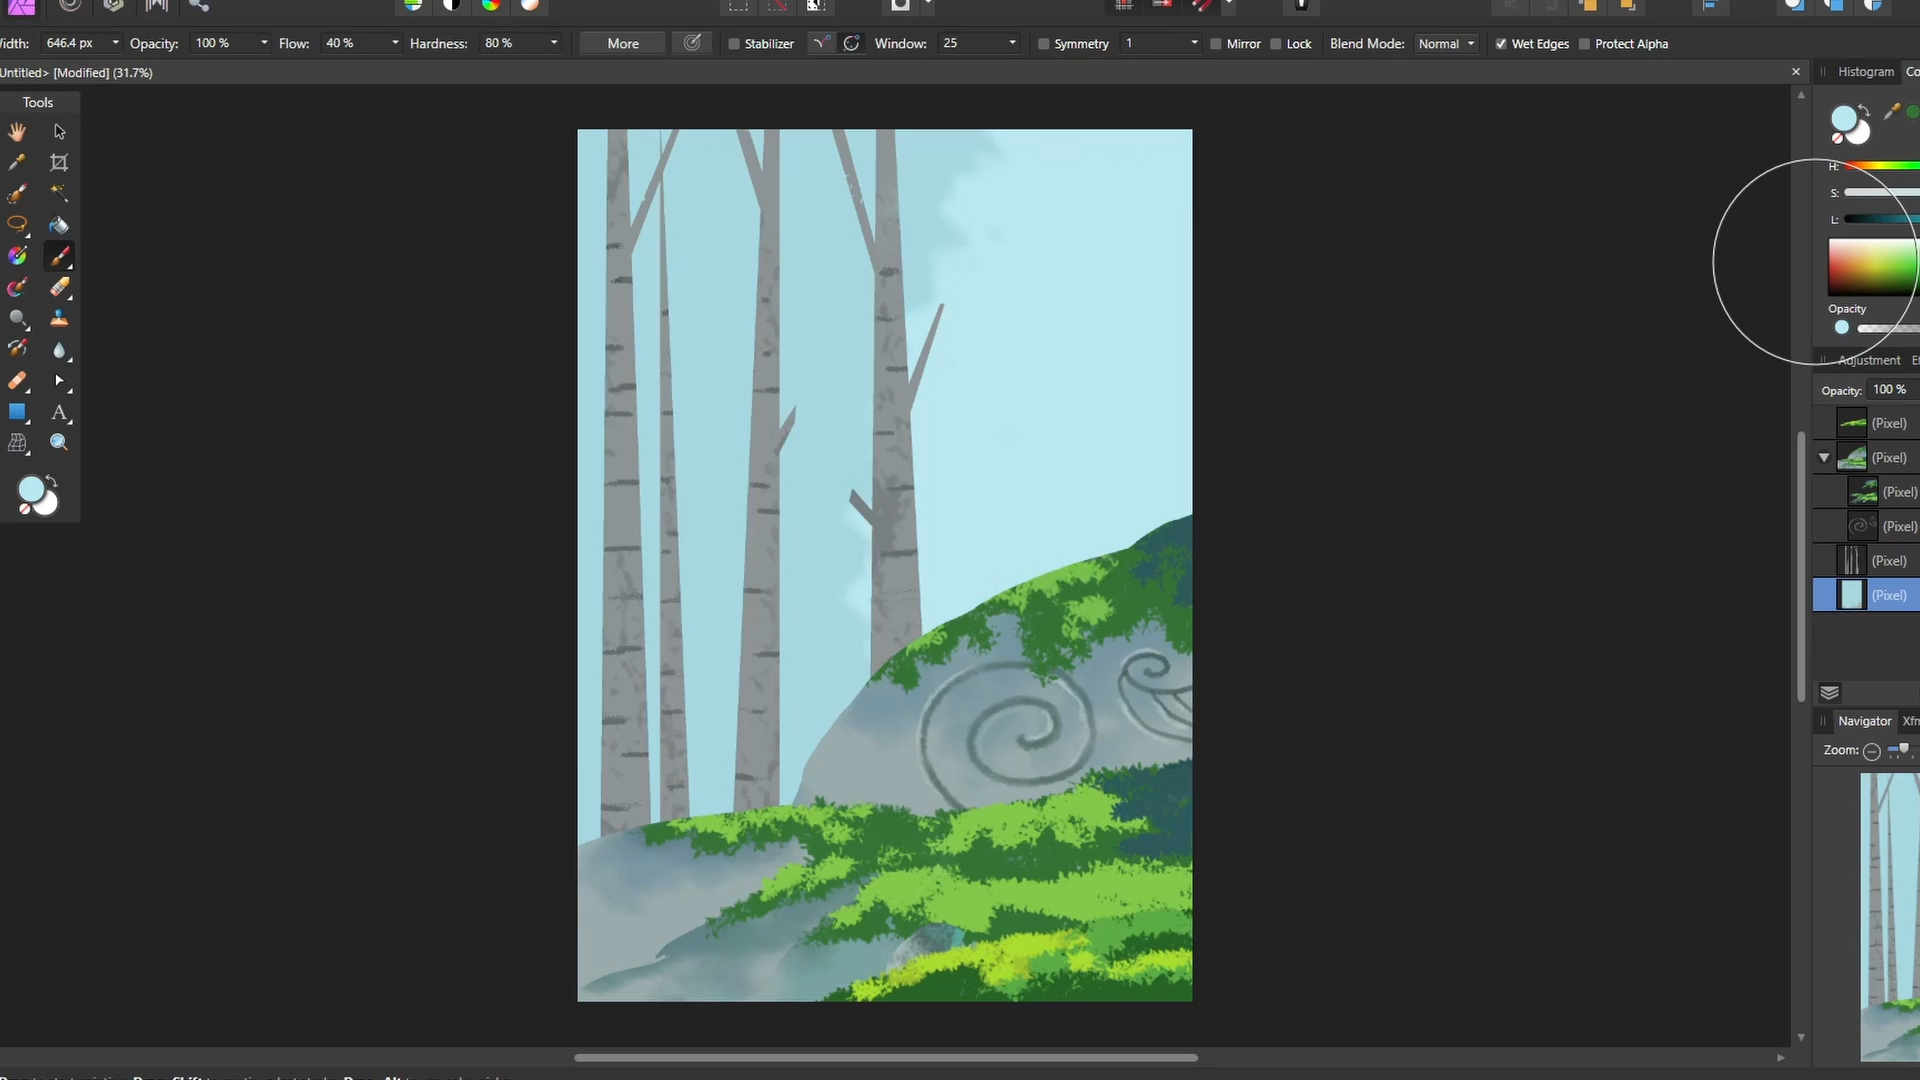 Width: 646.4 px Opacity: 100 % Flow: 40 % Hardness: 80 % More Stabilizer Window: 25 Symmetry 1 Mirror Lock Blend Mode: Normal Wet Edges Protect Alpha
Untitled> [Modified] (31.7%)
Histogram
Tools
H:
S:
L:
Opacity
Adjustment
Opacity: 100 %
(Pixel)
(Pixel)
(Pixel)
(Pixel)
(Pixel)
(Pixel)
Navigator
Zoom: